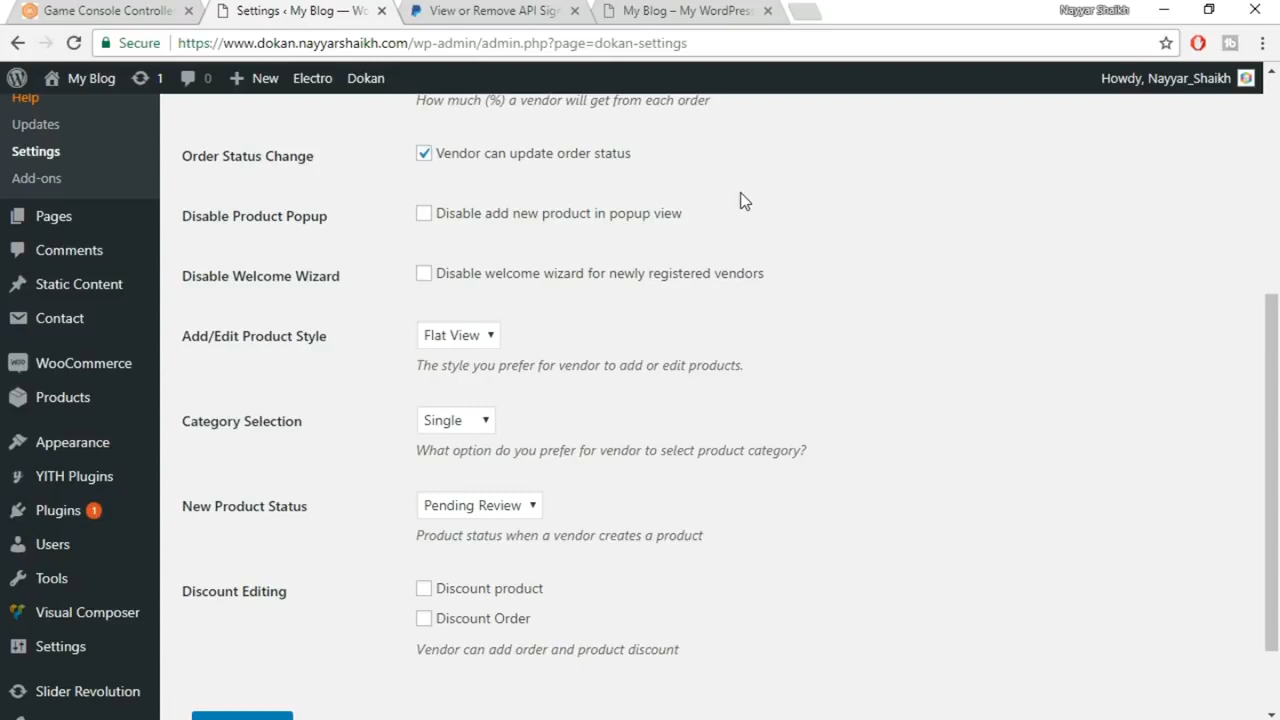 Game Console Controlle
Settings ‹ My Blog — Wo
View or Remove API Sig
My Blog – My WordPress
Nayyar Shaikh
Secure
https://www.dokan.nayyarshaikh.com/wp-admin/admin.php?page=dokan-settings
My Blog
1
0
New
Electro
Dokan
Howdy, Nayyar_Shaikh
Help
Updates
Settings
Add-ons
Pages
Comments
Static Content
Contact
WooCommerce
Products
Appearance
YITH Plugins
Plugins 1
Users
Tools
Visual Composer
Settings
Slider Revolution
How much (%) a vendor will get from each order
Order Status Change
Vendor can update order status
Disable Product Popup
Disable add new product in popup view
Disable Welcome Wizard
Disable welcome wizard for newly registered vendors
Add/Edit Product Style
Flat View
The style you prefer for vendor to add or edit products.
Category Selection
Single
What option do you prefer for vendor to select product category?
New Product Status
Pending Review
Product status when a vendor creates a product
Discount Editing
Discount product
Discount Order
Vendor can add order and product discount